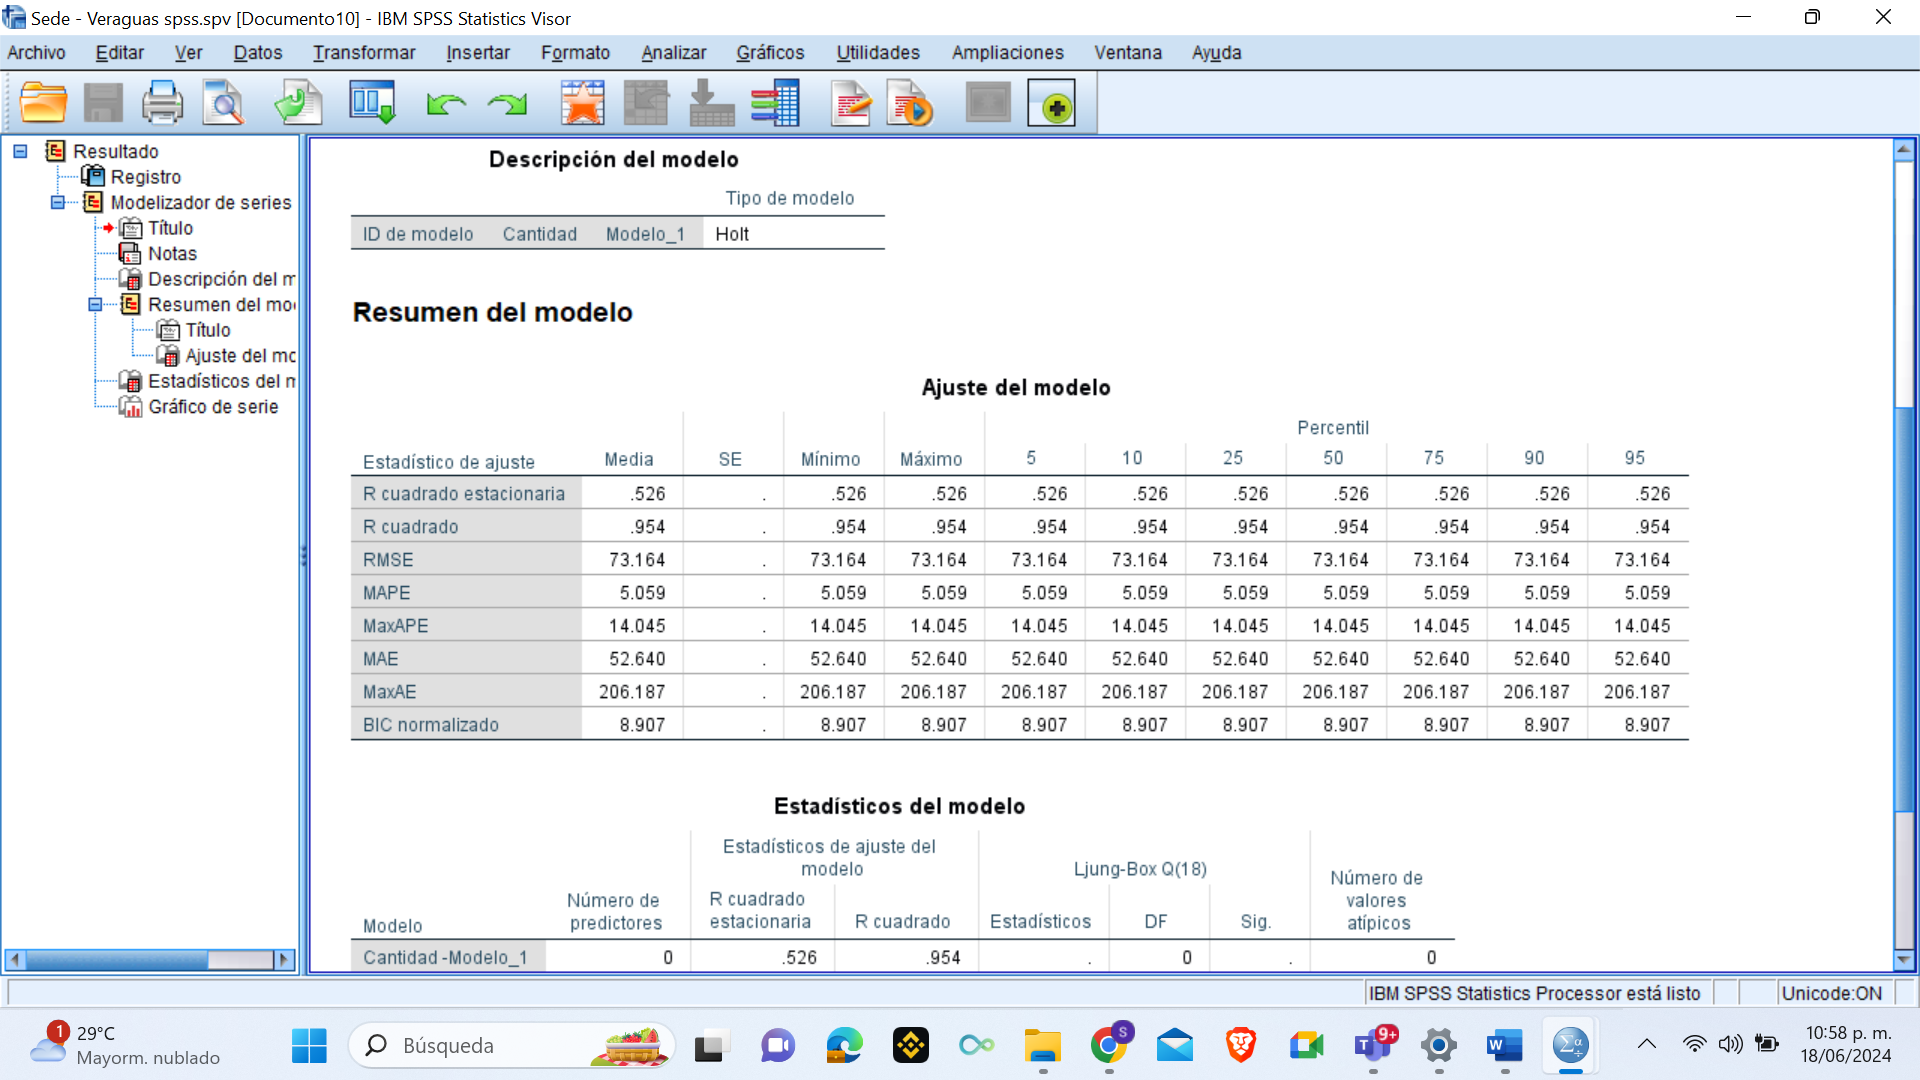 Sede - Veraguas spss.spv [Documento10] - IBM SPSS Statistics Visor
Archivo Editar Ver Datos Transformar Insertar Formato Analizar Gráficos Utilidades Ampliaciones Ventana Ayuda
Resultado
Registro
Modelizador de series
Título
Notas
Descripción del m
Resumen del mo
Título
Ajuste del mo
Estadísticos del m
Gráfico de serie
Descripción del modelo
Tipo de modelo
ID de modelo Cantidad Modelo_1 Holt
Resumen del modelo
Ajuste del modelo
Percentil
Estadístico de ajuste Media SE Mínimo Máximo 5 10 25 50 75 90 95
R cuadrado estacionaria .526 . .526 .526 .526 .526 .526 .526 .526 .526 .526
R cuadrado .954 . .954 .954 .954 .954 .954 .954 .954 .954 .954
RMSE 73.164 . 73.164 73.164 73.164 73.164 73.164 73.164 73.164 73.164 73.164
MAPE 5.059 . 5.059 5.059 5.059 5.059 5.059 5.059 5.059 5.059 5.059
MaxAPE 14.045 . 14.045 14.045 14.045 14.045 14.045 14.045 14.045 14.045 14.045
MAE 52.640 . 52.640 52.640 52.640 52.640 52.640 52.640 52.640 52.640 52.640
MaxAE 206.187 . 206.187 206.187 206.187 206.187 206.187 206.187 206.187 206.187 206.187
BIC normalizado 8.907 . 8.907 8.907 8.907 8.907 8.907 8.907 8.907 8.907 8.907
Estadísticos del modelo
Estadísticos de ajuste del
modelo
Ljung-Box Q(18)
Número de
valores
atípicos
Número de
predictores
R cuadrado
estacionaria
Modelo R cuadrado Estadísticos DF Sig.
Cantidad -Modelo_1 0 .526 .954 . 0 . 0
IBM SPSS Statistics Processor está listo Unicode:ON
1
29°C
Mayorm. nublado
Búsqueda
S
9+
10:58 p. m.
18/06/2024